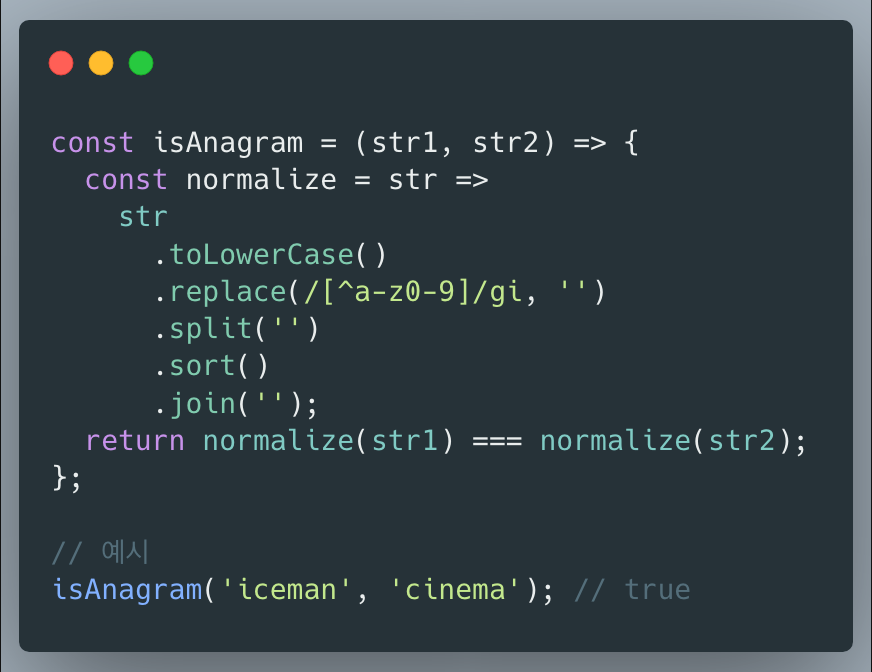 const isAnagram = (str1, str2) => {
  const normalize = str =>
    str
      .toLowerCase()
      .replace(/[^a-z0-9]/gi, '')
      .split('')
      .sort()
      .join('');
  return normalize(str1) === normalize(str2);
};

// 예시
isAnagram('iceman', 'cinema'); // true